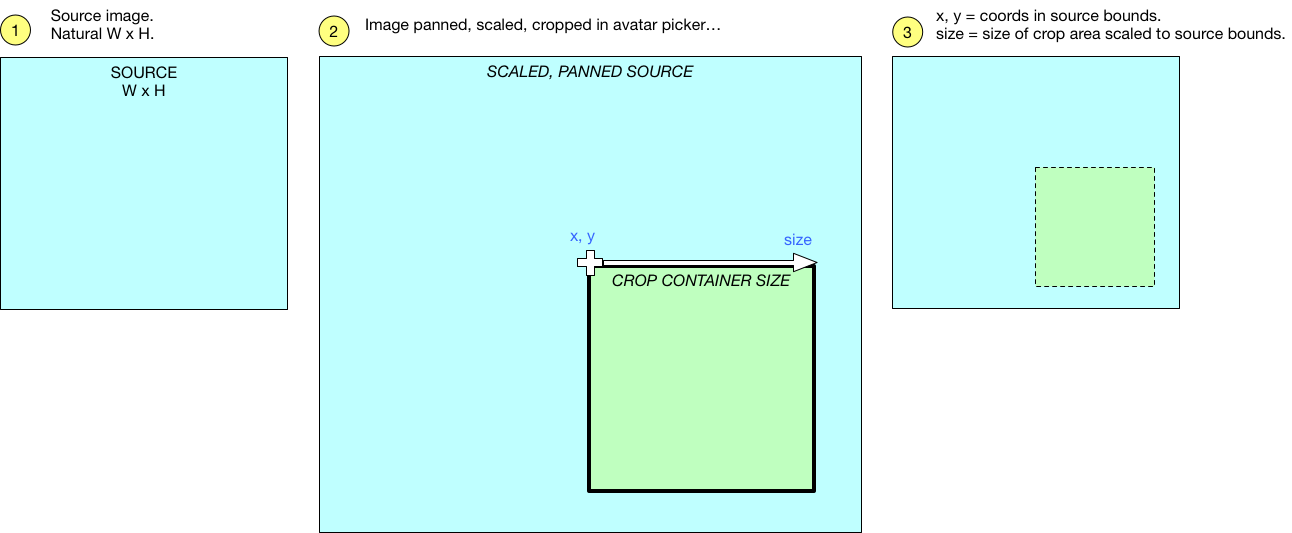 1
Source image.
Natural W x H.
SOURCE
W x H
2
Image panned, scaled, cropped in avatar picker…
SCALED, PANNED SOURCE
x, y
size
CROP CONTAINER SIZE
3
x, y = coords in source bounds.
size = size of crop area scaled to source bounds.